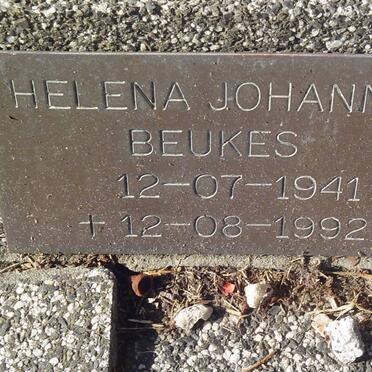 HELENA JOHANN
BEUKES
12-07-1941
+ 12-08-1992